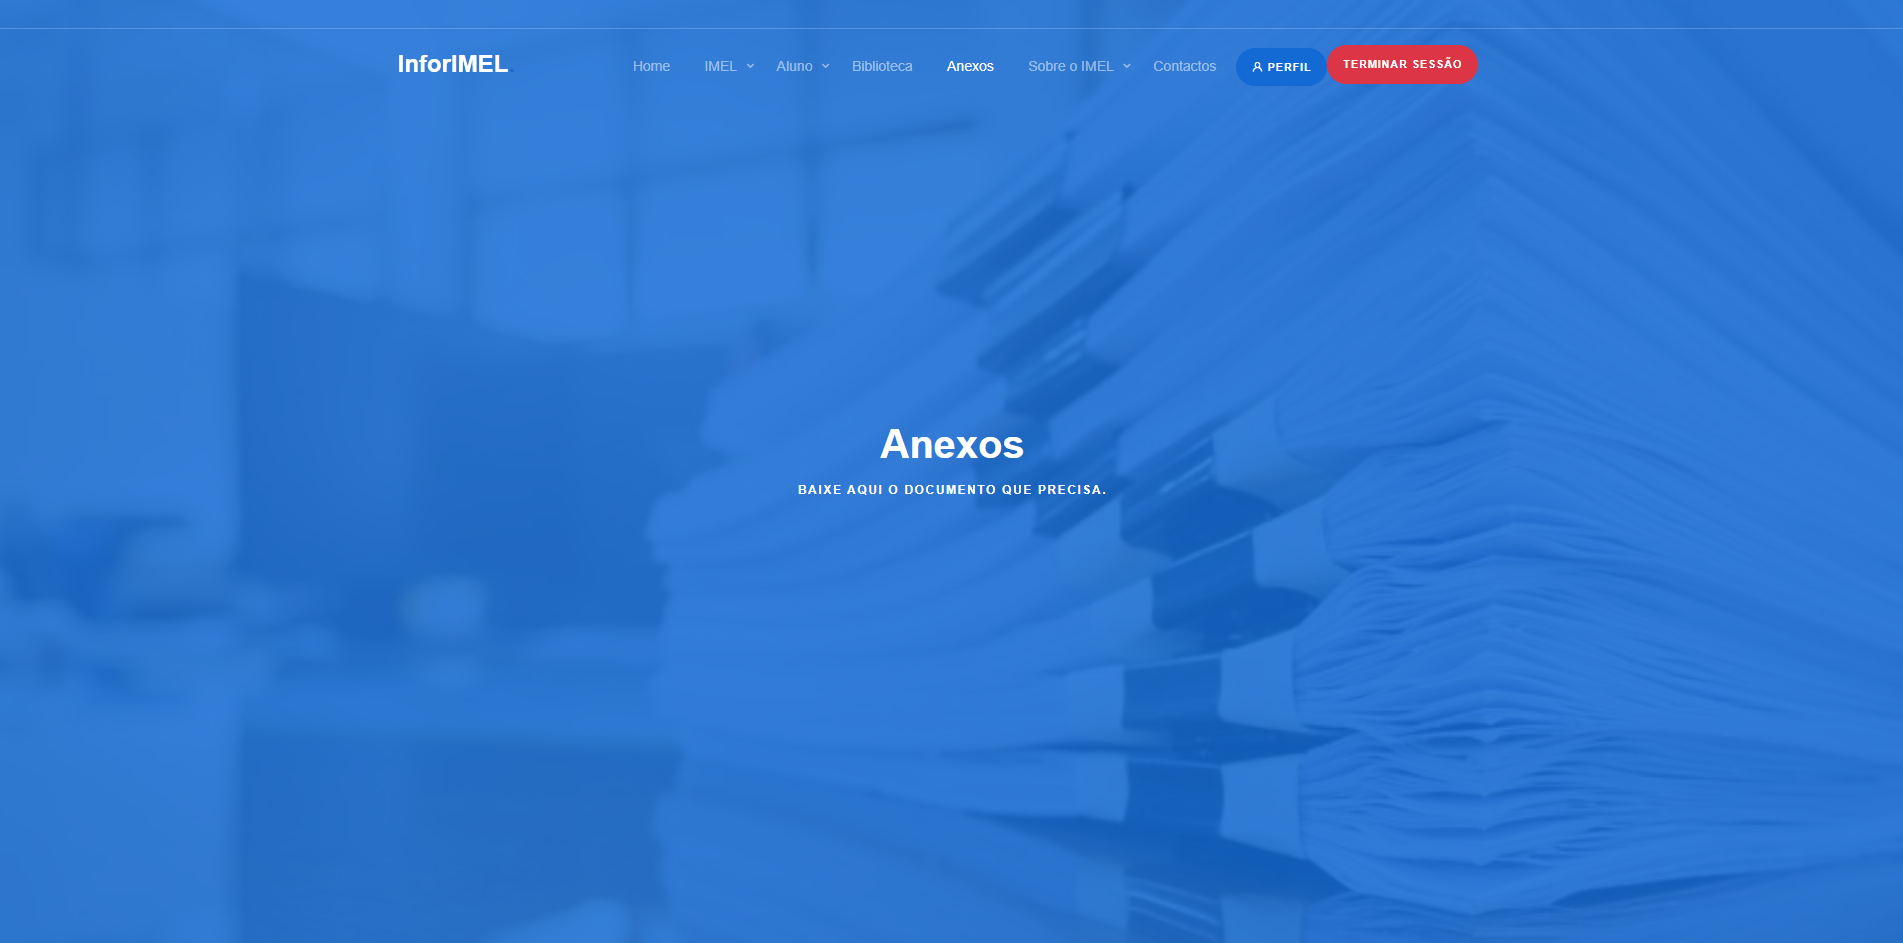 InforIMEL
Home IMEL Aluno Biblioteca Anexos Sobre o IMEL Contactos PERFIL TERMINAR SESSÃO
Anexos
BAIXE AQUI O DOCUMENTO QUE PRECISA.